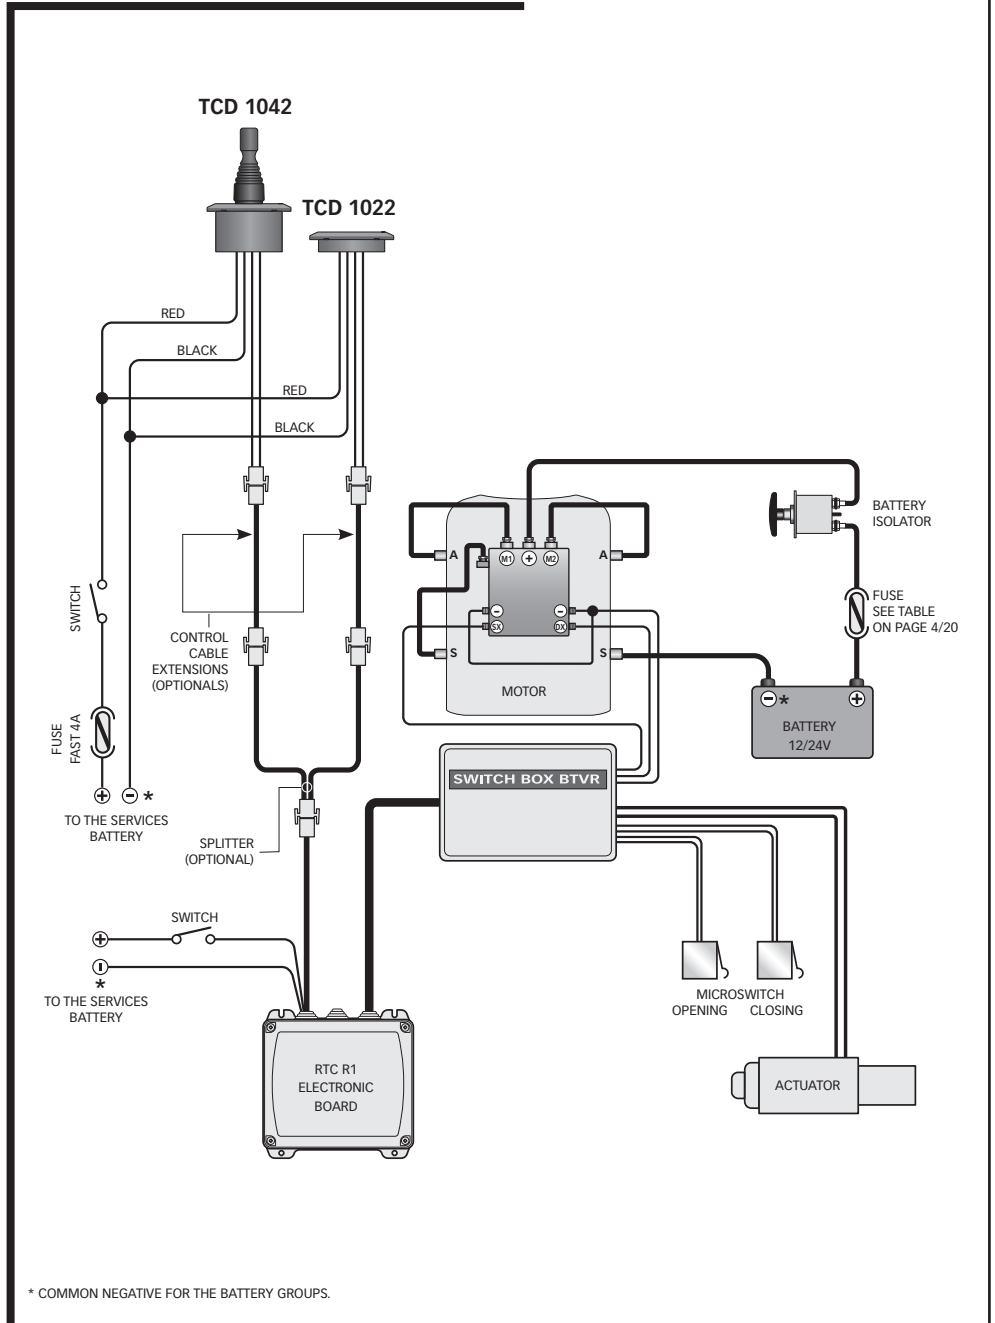 TCD 1042
TCD 1022
RED
BLACK
RED
BLACK
BATTERY
ISOLATOR
A
M1
+
M2
A
FUSE
SEE TABLE
ON PAGE 4/20
SWITCH
CONTROL
CABLE
EXTENSIONS
(OPTIONALS)
-
-
SX
DX
S
S
MOTOR
- *
+
BATTERY
12/24V
FUSE
FAST 4A
SWITCH BOX BTVR
+ - *
TO THE SERVICES
BATTERY
SPLITTER
(OPTIONAL)
SWITCH
+
-
*
TO THE SERVICES
BATTERY
MICROSWITCH
OPENING CLOSING
RTC R1
ELECTRONIC
BOARD
ACTUATOR
* COMMON NEGATIVE FOR THE BATTERY GROUPS.